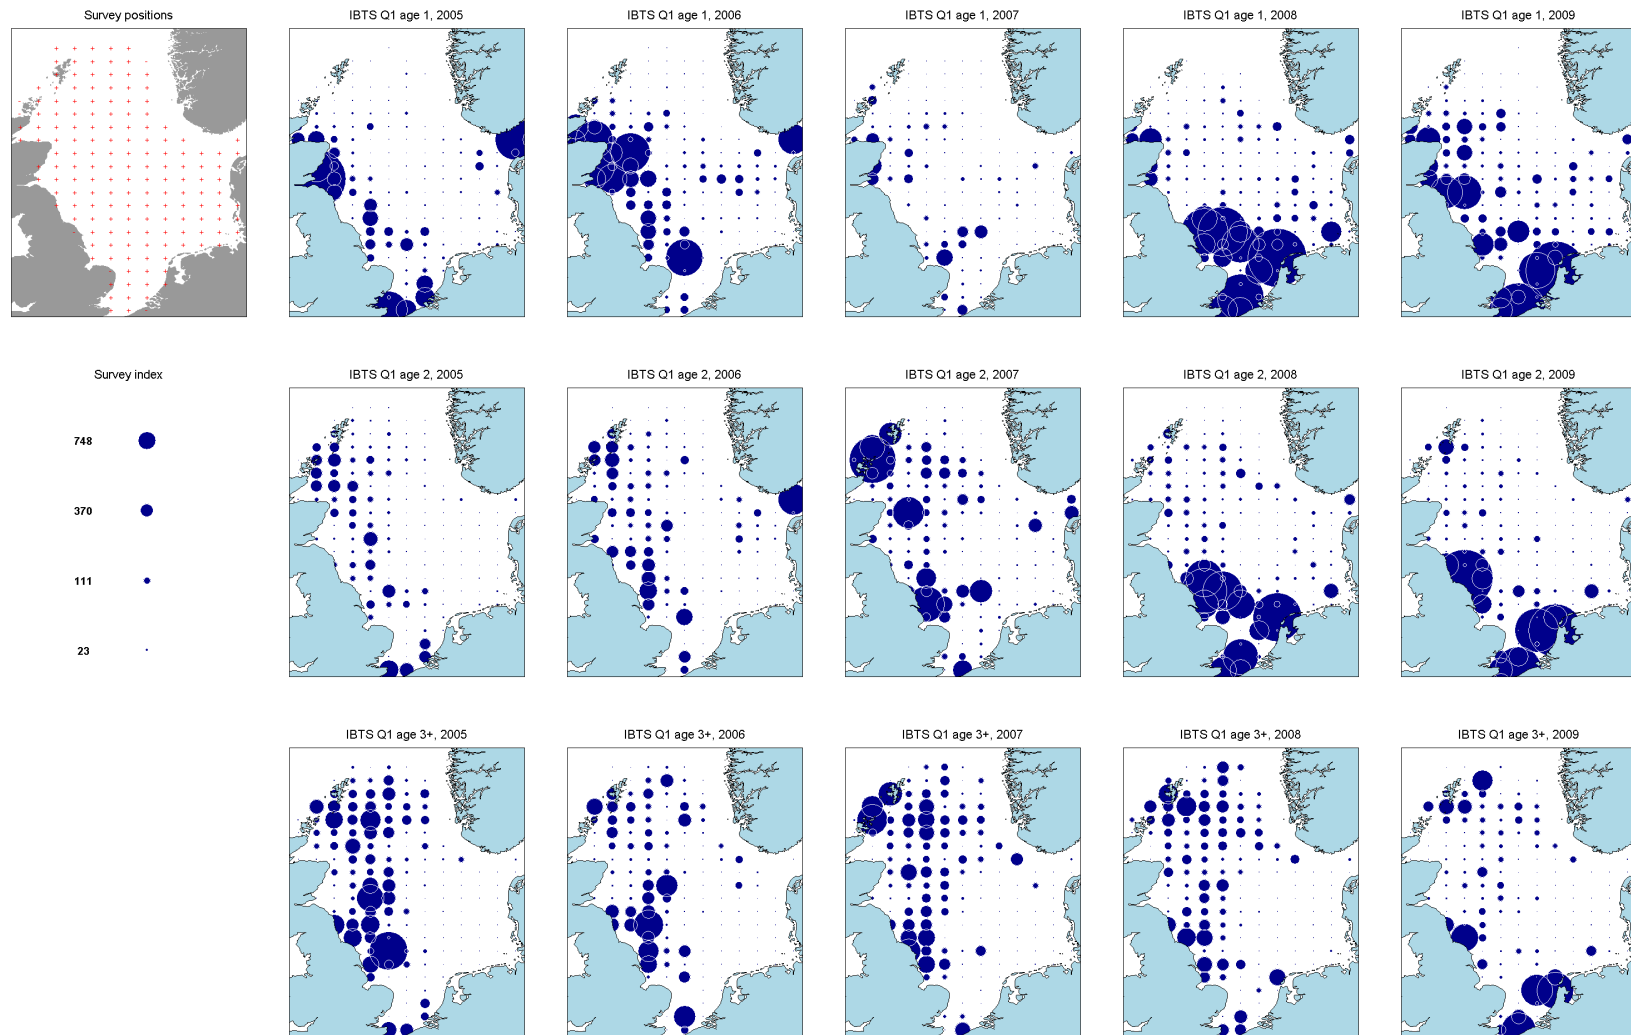 Survey positions
IBTS Q1 age 1, 2005
IBTS Q1 age 1, 2006
IBTS Q1 age 1, 2007
IBTS Q1 age 1, 2008
IBTS Q1 age 1, 2009
Survey index
748
370
111
23
IBTS Q1 age 2, 2005
IBTS Q1 age 2, 2006
IBTS Q1 age 2, 2007
IBTS Q1 age 2, 2008
IBTS Q1 age 2, 2009
IBTS Q1 age 3+, 2005
IBTS Q1 age 3+, 2006
IBTS Q1 age 3+, 2007
IBTS Q1 age 3+, 2008
IBTS Q1 age 3+, 2009